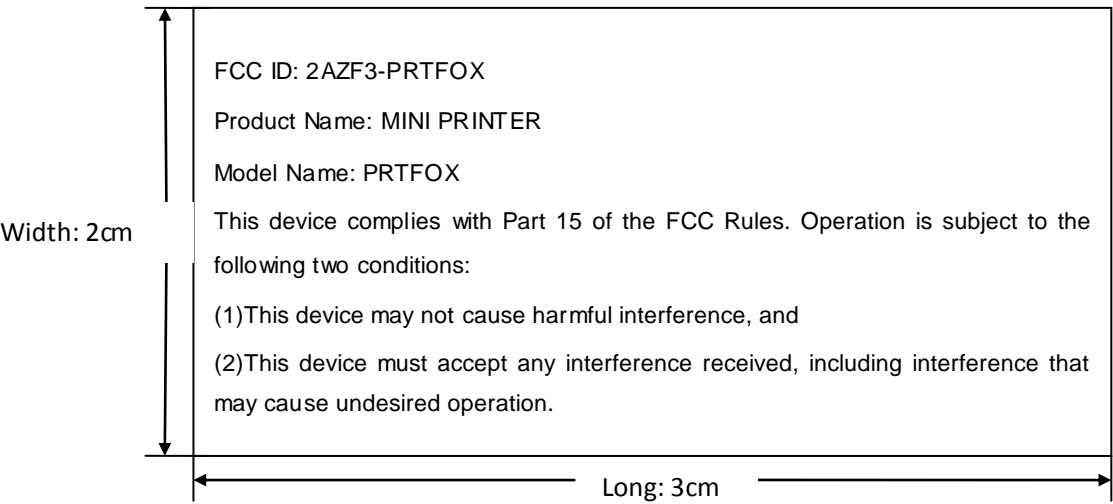 FCC ID: 2AZF3-PRTFOX
Product Name: MINI PRINTER
Model Name: PRTFOX
Width: 2cm
This device complies with Part 15 of the FCC Rules. Operation is subject to the
following two conditions:
(1)This device may not cause harmful interference, and
(2)This device must accept any interference received, including interference that
may cause undesired operation.
Long: 3cm